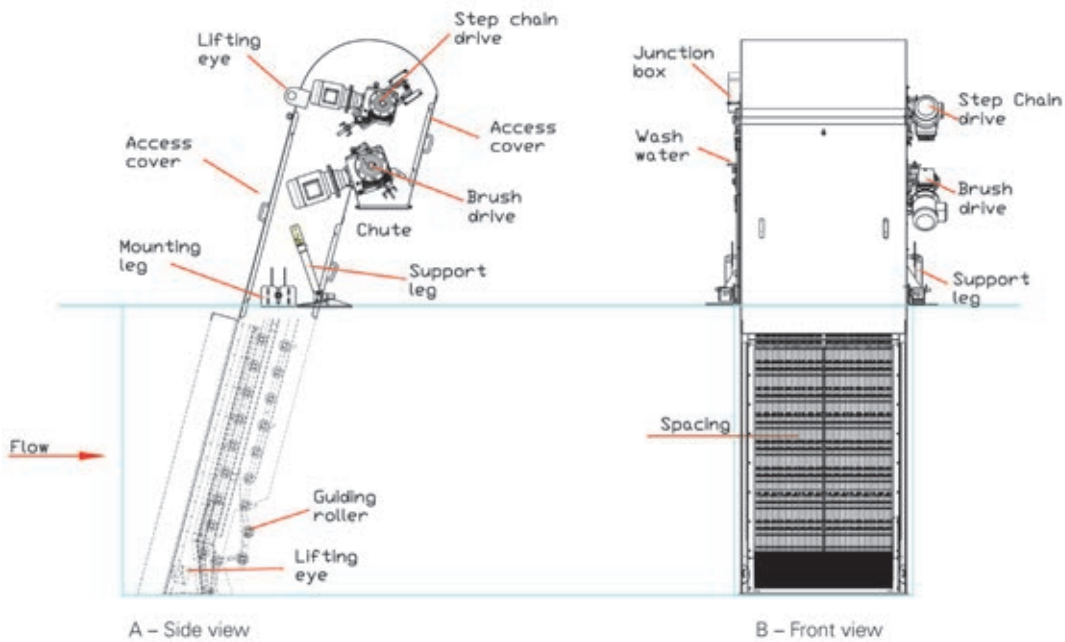 Step chain
drive
Lifting
eye
Access
cover
Access
cover
Brush
drive
Chute
Mounting
leg
Support
leg
Flow
Guiding
roller
Lifting
eye
A – Side view
Junction
box
Step Chain
drive
Wash
water
Brush
drive
Support
leg
Spacing
B – Front view